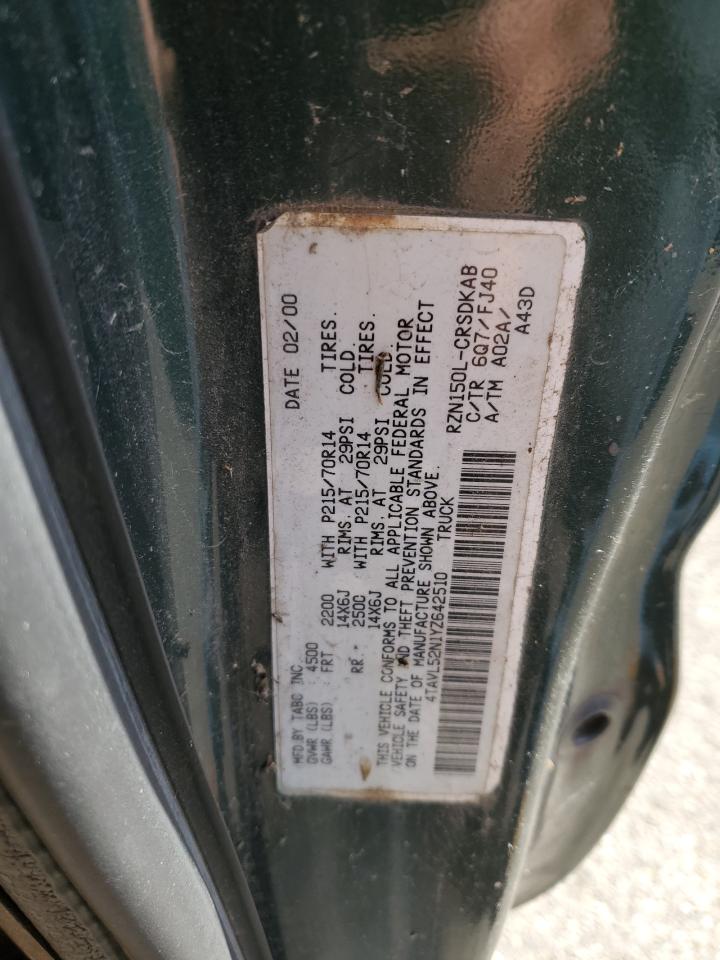 MFD.BY TABC INC DATE 02/00
GVWR (LBS) 4500
GAWR (LBS) FRT 2200 WITH P215/70R14 TIRES.
14X6J RIMS. AT 29PSI COLD.
RR. 2500 WITH P215/70R14 TIRES.
14X6J RIMS. AT 29PSI COLD
THIS VEHICLE CONFORMS TO ALL APPLICABLE FEDERAL MOTOR
VEHICLE SAFETY AND THEFT PREVENTION STANDARDS IN EFFECT
ON THE DATE OF MANUFACTURE SHOWN ABOVE.
4TAVL52N1YZ642510 TRUCK
RZN150L-CRSDKAB
C/TR 6Q7/FJ40
A/TM A02A/
A43D